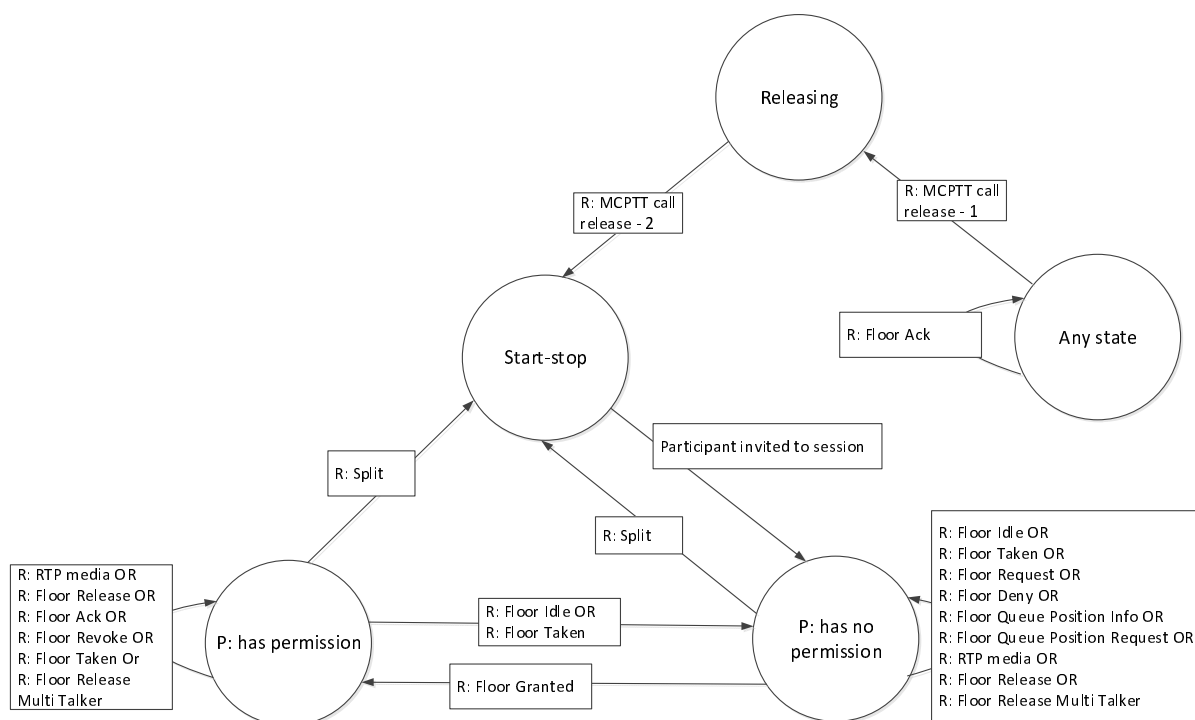 Releasing
R: MCPTT call
release - 2
R: MCPTT call
release - 1
Start-stop
R: Floor Ack
Any state
Participant invited to session
R: Split
R: Split
R: RTP media OR
R: Floor Release OR
R: Floor Ack OR
R: Floor Revoke OR
R: Floor Taken Or
R: Floor Release
Multi Talker
P: has permission
R: Floor Idle OR
R: Floor Taken
R: Floor Granted
P: has no
permission
R: Floor Idle OR
R: Floor Taken OR
R: Floor Request OR
R: Floor Deny OR
R: Floor Queue Position Info OR
R: Floor Queue Position Request OR
R: RTP media OR
R: Floor Release OR
R: Floor Release Multi Talker